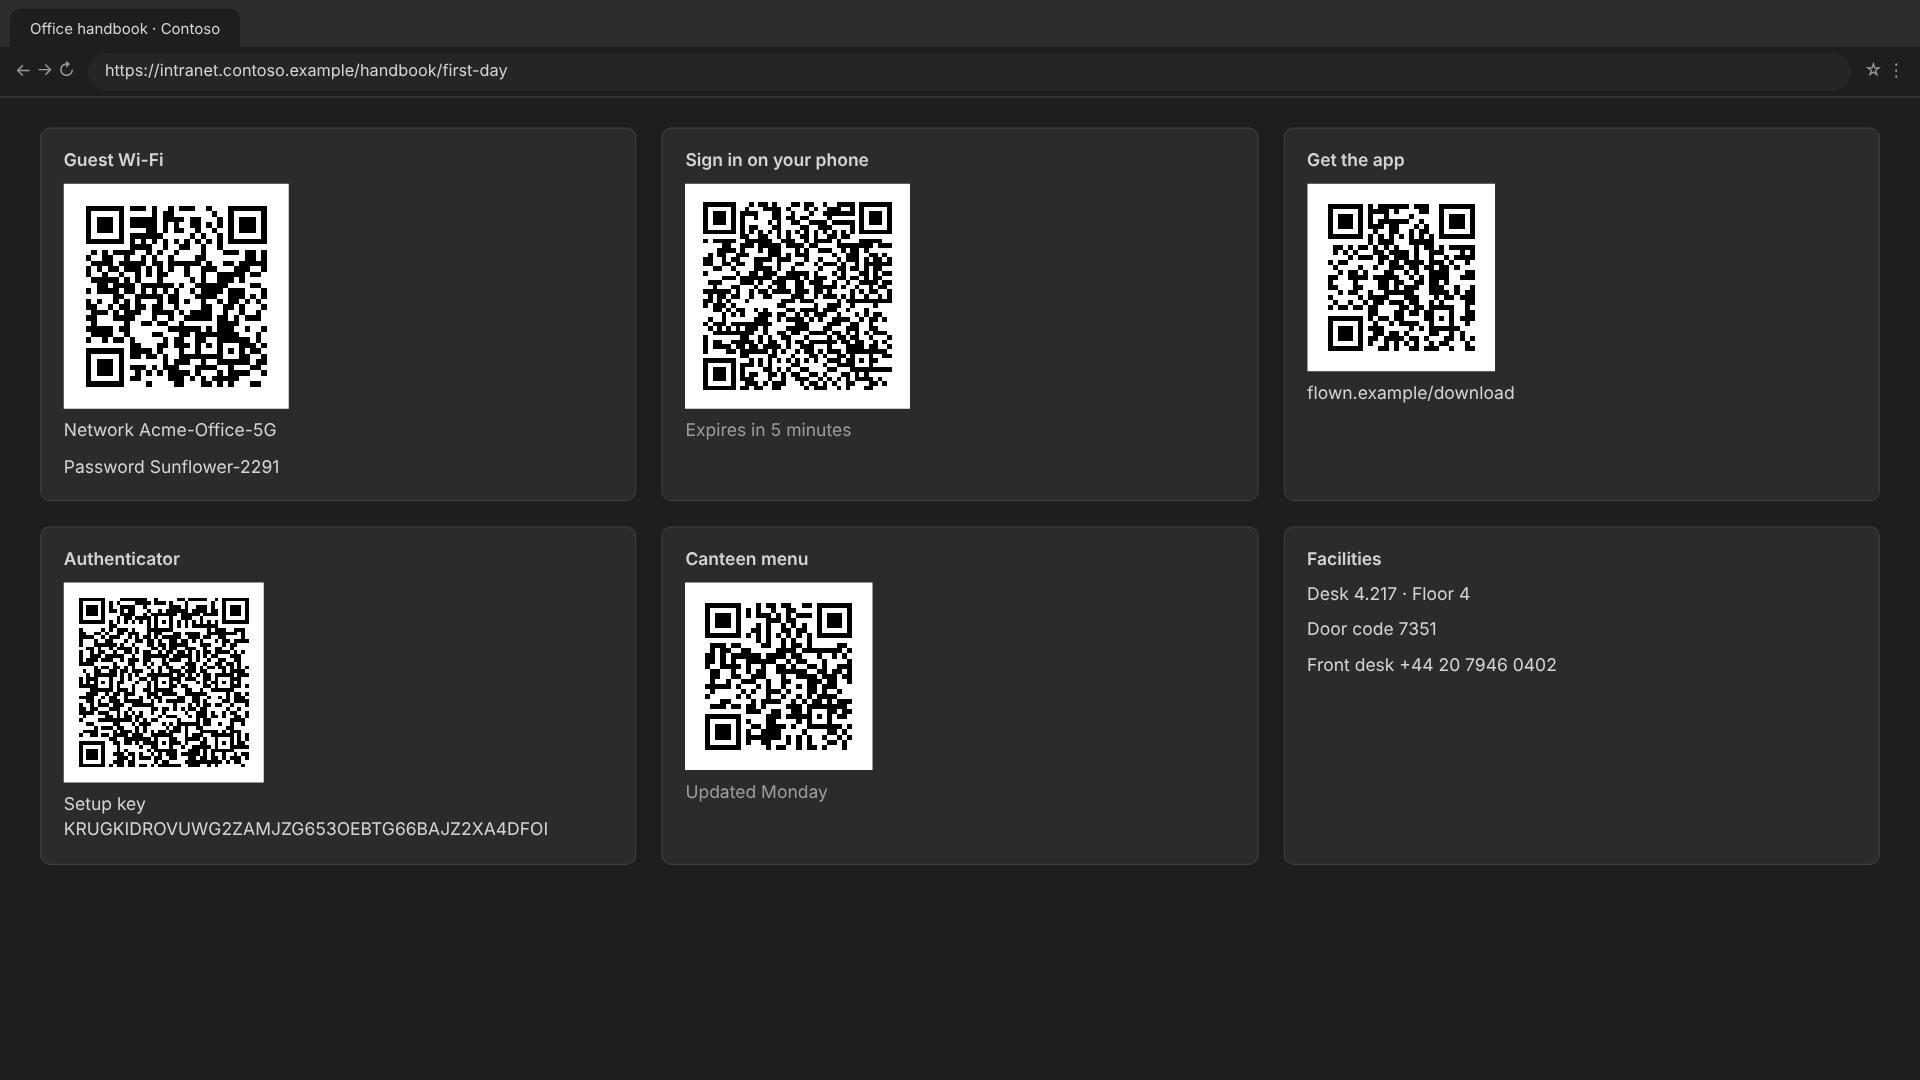 Office handbook · Contoso
https://intranet.contoso.example/handbook/first-day
Guest Wi-Fi
Network Acme-Office-5G
Password Sunflower-2291
Sign in on your phone
Expires in 5 minutes
Get the app
flown.example/download
Authenticator
Setup key
KRUGKIDROVUWG2ZAMJZG653OEBTG66BAJZ2XA4DFOI
Canteen menu
Updated Monday
Facilities
Desk 4.217 · Floor 4
Door code 7351
Front desk +44 20 7946 0402